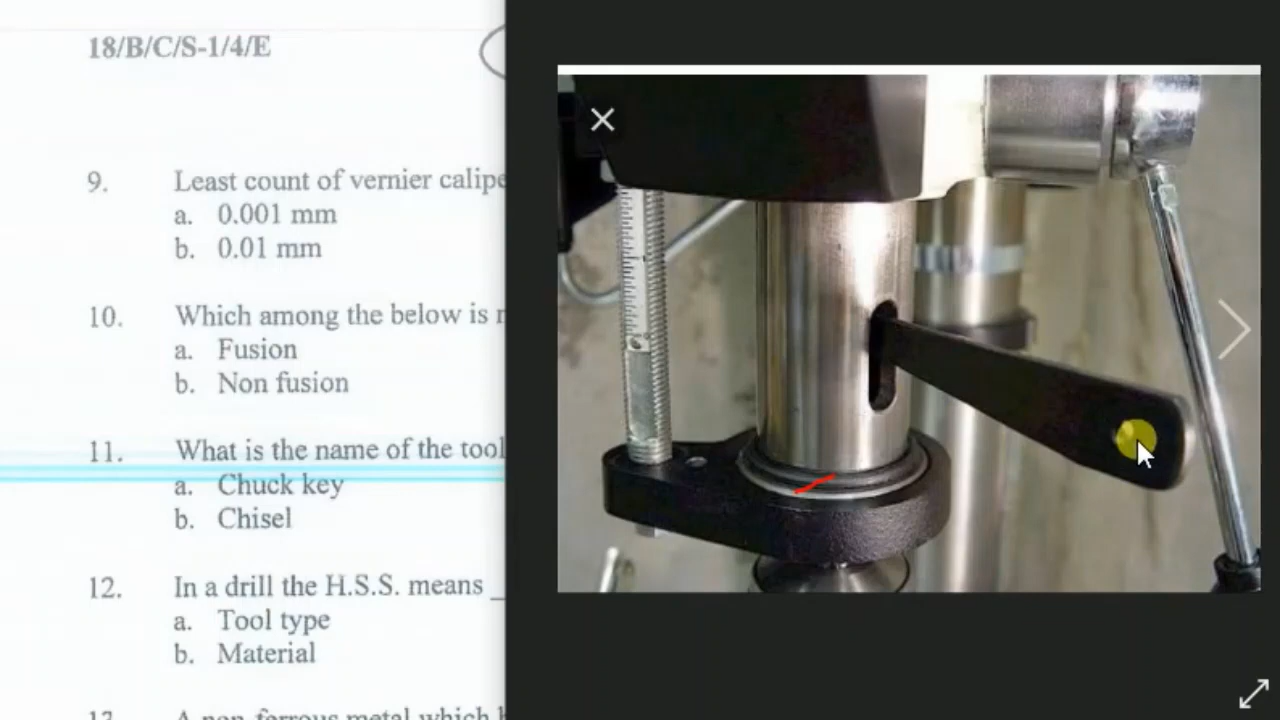 18/B/C/S-1/4/E
9. Least count of vernier
a. 0.001 mm
b. 0.01 mm
10. Which among the below is
a. Fusion
b. Non fusion
11. What is the name of the tool
a. Chuck key
b. Chisel
12. In a drill the H.S.S. means _
a. Tool type
b. Material